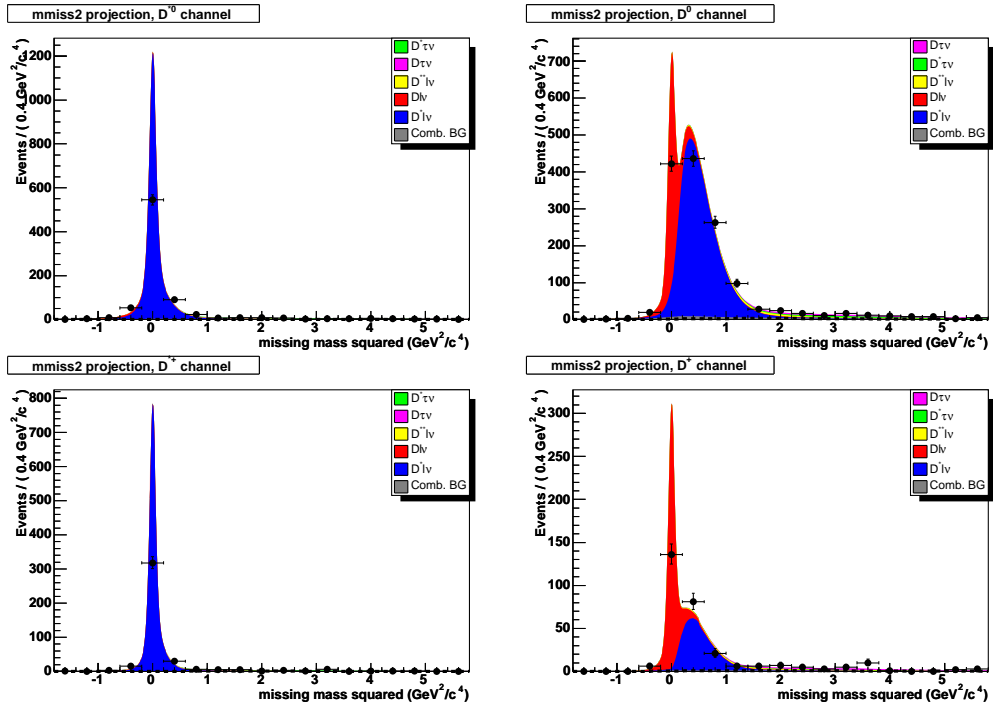 mmiss2 projection, D*0 channel
Events / ( 0.4 GeV²/c⁴ )
1200
1000
800
600
400
200
0
D*τν
Dτν
D**lν
Dlν
D*lν
Comb. BG
-1 0 1 2 3 4 5
missing mass squared (GeV²/c⁴)
mmiss2 projection, D0 channel
Events / ( 0.4 GeV²/c⁴ )
700
600
500
400
300
200
100
0
Dτν
D*τν
D**lν
Dlν
D*lν
Comb. BG
-1 0 1 2 3 4 5
missing mass squared (GeV²/c⁴)
mmiss2 projection, D*+ channel
Events / ( 0.4 GeV²/c⁴ )
800
700
600
500
400
300
200
100
0
D*τν
Dτν
D**lν
Dlν
D*lν
Comb. BG
-1 0 1 2 3 4 5
missing mass squared (GeV²/c⁴)
mmiss2 projection, D+ channel
Events / ( 0.4 GeV²/c⁴ )
300
250
200
150
100
50
0
Dτν
D*τν
D**lν
Dlν
D*lν
Comb. BG
-1 0 1 2 3 4 5
missing mass squared (GeV²/c⁴)